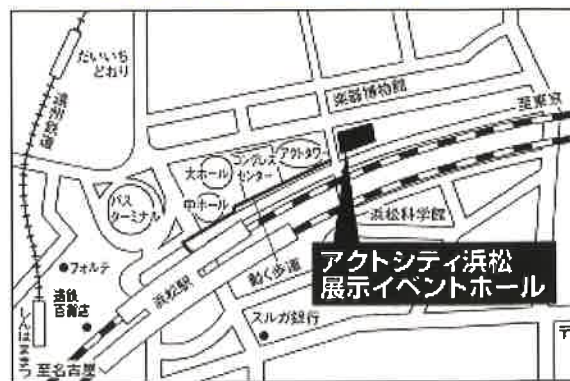 だいいち
どおり
遠州鉄道
楽器博物館
至東京
アクトタワー
コングレス
センター
大ホール
中ホール
バス
ターミナル
浜松科学館
フォルテ
遠鉄
百貨店
浜松駅
動く歩道
アクトシティ浜松
展示イベントホール
スルガ銀行
しんはままつ
至名古屋
〒